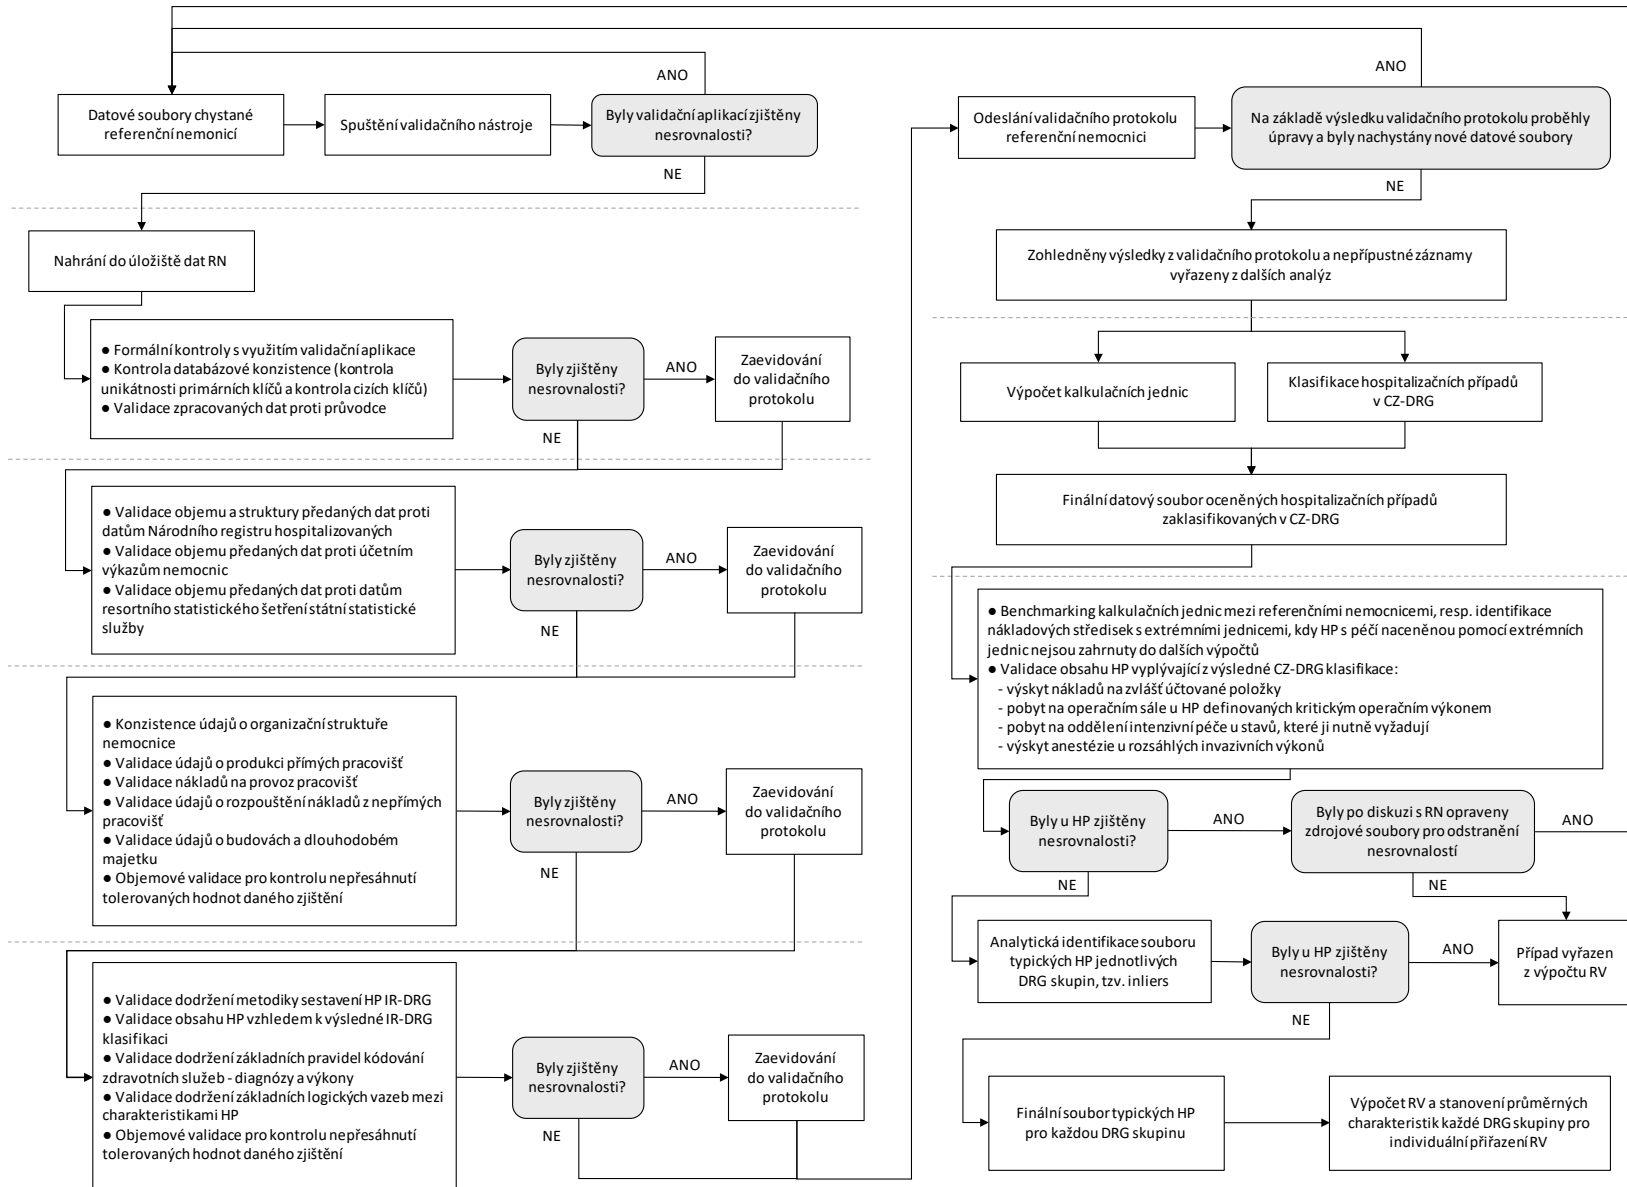 ANO
Datové soubory chystané
referenční nemonicí
Spuštění validačního nástroje
Byly validační aplikací zjištěny
nesrovnalosti?
NE
Nahrání do úložiště dat RN
● Formální kontroly s využitím validační aplikace
● Kontrola databázové konzistence (kontrola
unikátnosti primárních klíčů a kontrola cizích klíčů)
● Validace zpracovaných dat proti průvodce
Byly zjištěny
nesrovnalosti?
ANO
Zaevidování
do validačního
protokolu
NE
● Validace objemu a struktury předaných dat proti
datům Národního registru hospitalizovaných
● Validace objemu předaných dat proti účetním
výkazům nemocnic
● Validace objemu předaných dat proti datům
resortního statistického šetření státní statistické
služby
Byly zjištěny
nesrovnalosti?
ANO
Zaevidování
do validačního
protokolu
NE
● Konzistence údajů o organizační struktuře
nemocnice
● Validace údajů o produkci přímých pracovišť
● Validace nákladů na provoz pracovišť
● Validace údajů o rozpouštění nákladů z nepřímých
pracovišť
● Validace údajů o budovách a dlouhodobém
majetku
● Objemové validace pro kontrolu nepřesáhnutí
tolerovaných hodnot daného zjištění
Byly zjištěny
nesrovnalosti?
ANO
Zaevidování
do validačního
protokolu
NE
● Validace dodržení metodiky sestavení HP IR-DRG
● Validace obsahu HP vzhledem k výsledné IR-DRG
klasifikaci
● Validace dodržení základních pravidel kódování
zdravotních služeb - diagnózy a výkony
● Validace dodržení základních logických vazeb mezi
charakteristikami HP
● Objemové validace pro kontrolu nepřesáhnutí
tolerovaných hodnot daného zjištění
Byly zjištěny
nesrovnalosti?
ANO
Zaevidování
do validačního
protokolu
NE
ANO
Odeslání validačního protokolu
referenční nemocnici
Na základě výsledku validačního protokolu proběhly
úpravy a byly nachystány nové datové soubory
NE
Zohledněny výsledky z validačního protokolu a nepřípustné záznamy
vyřazeny z dalších analýz
Výpočet kalkulačních jednic
Klasifikace hospitalizačních případů
v CZ-DRG
Finální datový soubor oceněných hospitalizačních případů
zaklasifikovaných v CZ-DRG
● Benchmarking kalkulačních jednic mezi referenčními nemocnicemi, resp. identifikace
nákladových středisek s extrémními jednicemi, kdy HP s péčí naceněnou pomocí extrémních
jednic nejsou zahrnuty do dalších výpočtů
● Validace obsahu HP vyplývající z výsledné CZ-DRG klasifikace:
- výskyt nákladů na zvlášť účtované položky
- pobyt na operačním sále u HP definovaných kritickým operačním výkonem
- pobyt na oddělení intenzivní péče u stavů, které ji nutně vyžadují
- výskyt anestézie u rozsáhlých invazivních výkonů
Byly u HP zjištěny
nesrovnalosti?
ANO
Byly po diskuzi s RN opraveny
zdrojové soubory pro odstranění
nesrovnalostí
ANO
NE
NE
Analytická identifikace souboru
typických HP jednotlivých
DRG skupin, tzv. inliers
Byly u HP zjištěny
nesrovnalosti?
ANO
Případ vyřazen
z výpočtu RV
NE
Finální soubor typických HP
pro každou DRG skupinu
Výpočet RV a stanovení průměrných
charakteristik každé DRG skupiny pro
individuální přiřazení RV